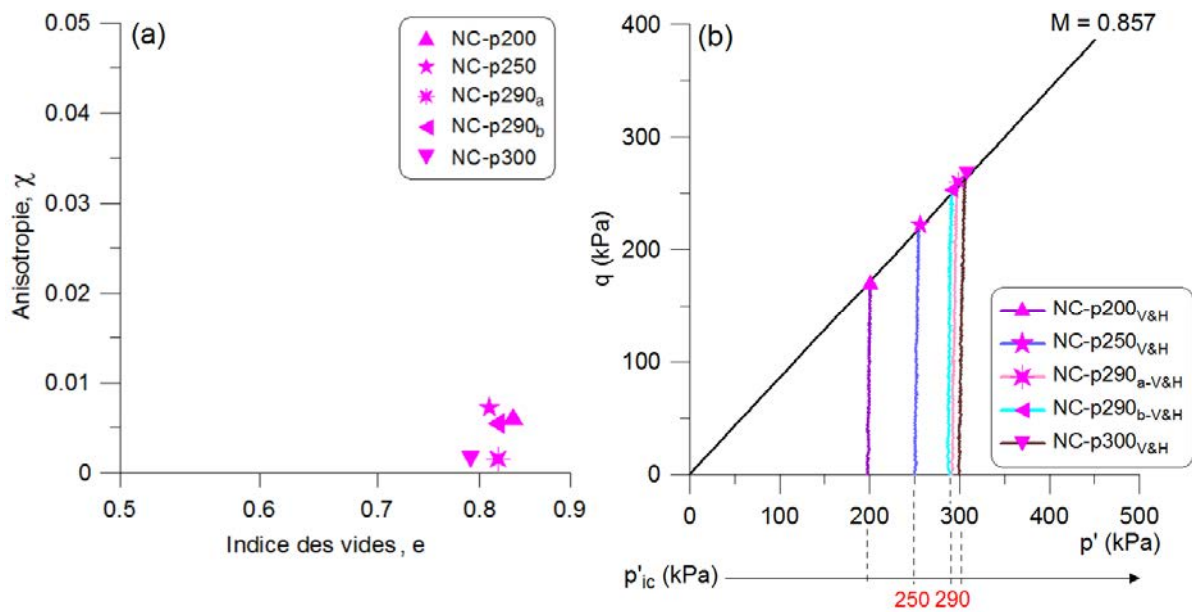 (a)
NC-p200
NC-p250
NC-p290a
NC-p290b
NC-p300
Anisotropie, χ
0.05
0.04
0.03
0.02
0.01
0
0.5 0.6 0.7 0.8 0.9
Indice des vides, e
(b)
M = 0.857
q (kPa)
400
300
200
100
0
NC-p200V&H
NC-p250V&H
NC-p290a-V&H
NC-p290b-V&H
NC-p300V&H
0 100 200 300 400 500
p' (kPa)
p'ic (kPa)
250 290